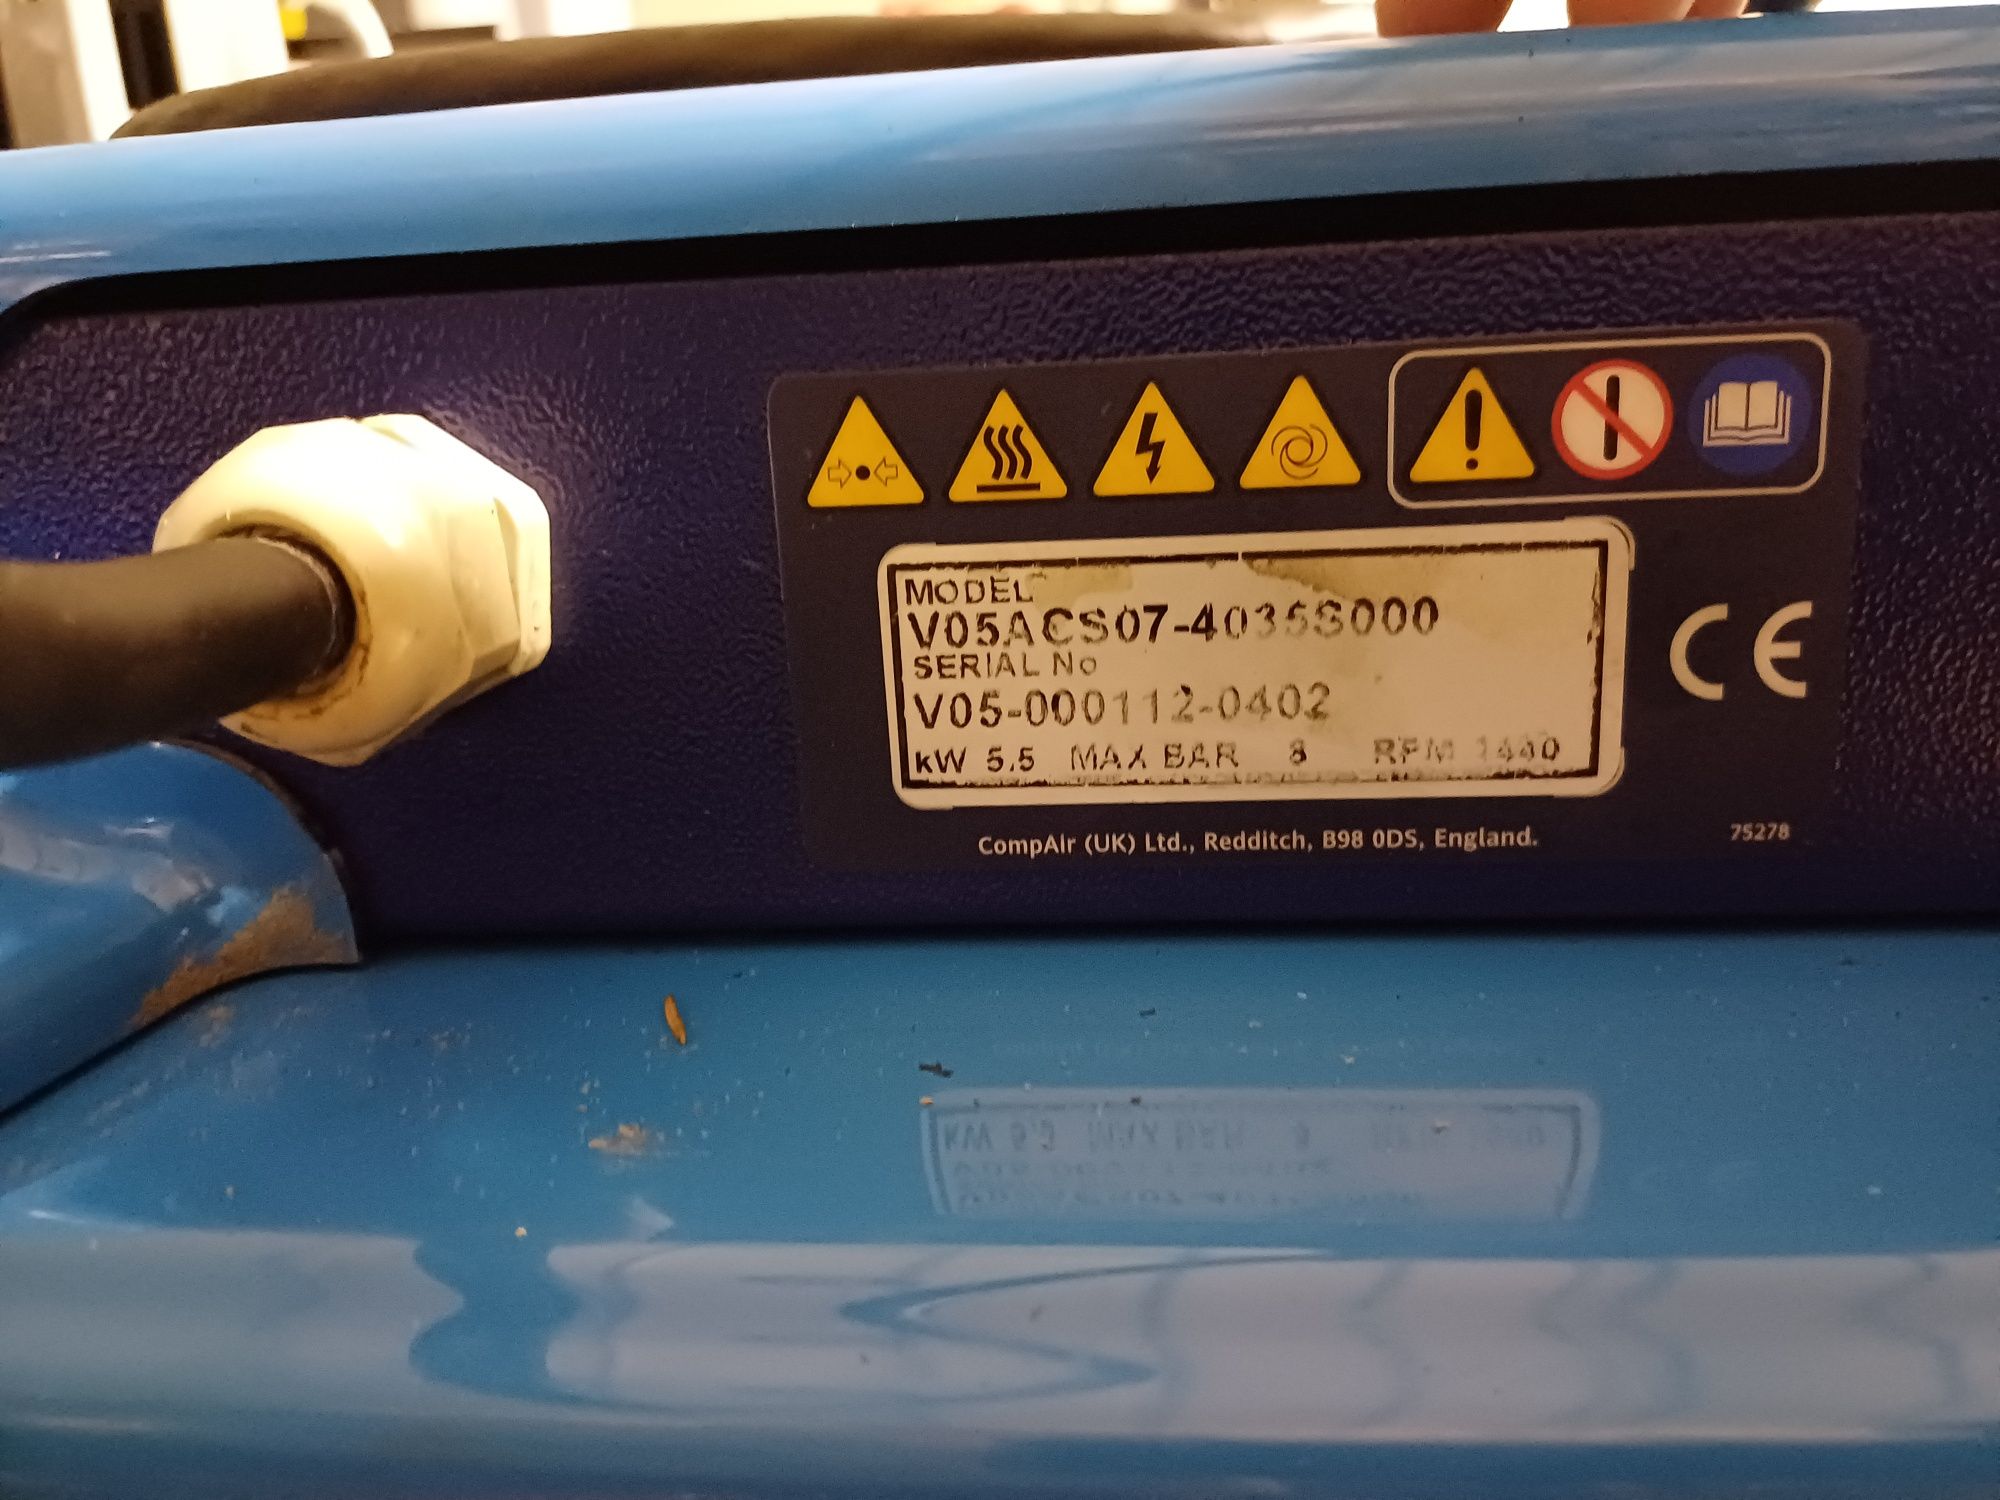 MODEL
V05ACS07-4035S000
SERIAL No
V05-000112-0402
kW 5.5 MAX BAR 8 RPM 1440
CE
CompAir (UK) Ltd., Redditch, B98 0DS, England.
75278